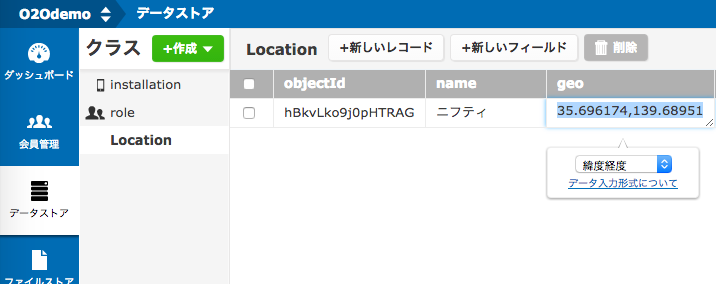 O2Odemo データストア
ダッシュボード
会員管理
データストア
ファイルストア
クラス +作成
installation
role
Location
Location +新しいレコード +新しいフィールド 削除
objectId name geo
hBkvLko9j0pHTRAG ニフティ 35.696174,139.68951
緯度経度
データ入力形式について